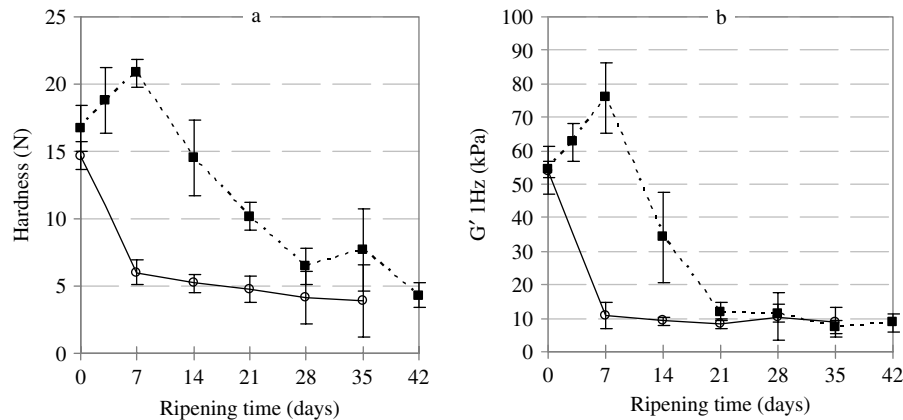 a
25
20
15
10
5
0
Hardness (N)
0 7 14 21 28 35 42
Ripening time (days)
b
100
90
80
70
60
50
40
30
20
10
0
G′ 1Hz (kPa)
0 7 14 21 28 35 42
Ripening time (days)